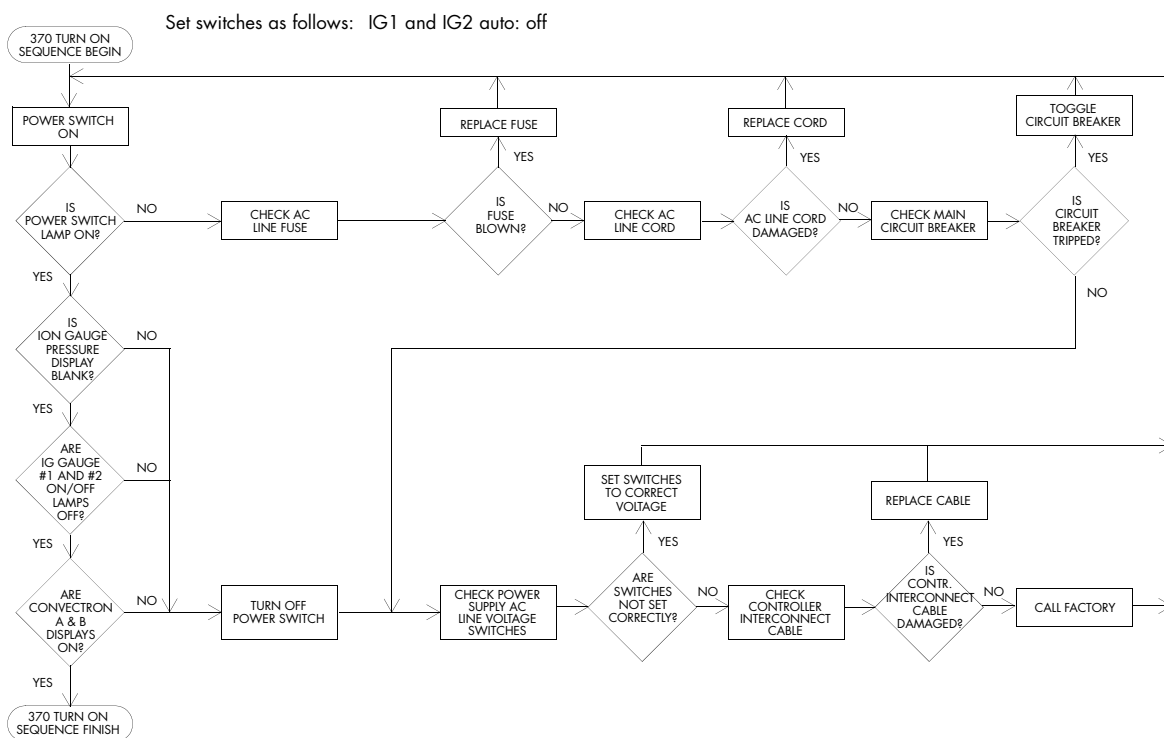 Set switches as follows: IG1 and IG2 auto: off
370 TURN ON
SEQUENCE BEGIN
POWER SWITCH
ON
REPLACE FUSE
REPLACE CORD
TOGGLE
CIRCUIT BREAKER
YES
YES
YES
IS
POWER SWITCH
LAMP ON?
NO
CHECK AC
LINE FUSE
IS
FUSE
BLOWN?
NO
CHECK AC
LINE CORD
IS
AC LINE CORD
DAMAGED?
NO
CHECK MAIN
CIRCUIT BREAKER
IS
CIRCUIT
BREAKER
TRIPPED?
YES
NO
IS
ION GAUGE
PRESSURE
DISPLAY
BLANK?
NO
YES
ARE
IG GAUGE
#1 AND #2
ON/OFF
LAMPS
OFF?
NO
YES
SET SWITCHES
TO CORRECT
VOLTAGE
REPLACE CABLE
YES
YES
ARE
CONVECTRON
A & B
DISPLAYS
ON?
NO
TURN OFF
POWER SWITCH
CHECK POWER
SUPPLY AC
LINE VOLTAGE
SWITCHES
ARE
SWITCHES
NOT SET
CORRECTLY?
NO
CHECK
CONTROLLER
INTERCONNECT
CABLE
IS
CONTR.
INTERCONNECT
CABLE
DAMAGED?
NO
CALL FACTORY
YES
370 TURN ON
SEQUENCE FINISH